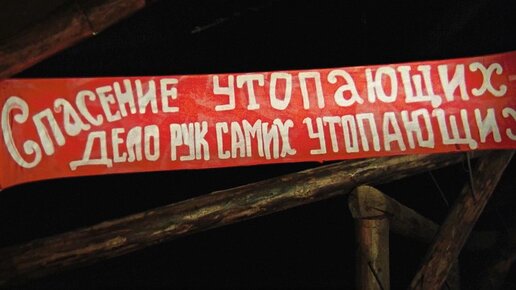 Спасение утопающих -
дело рук самих утопающих